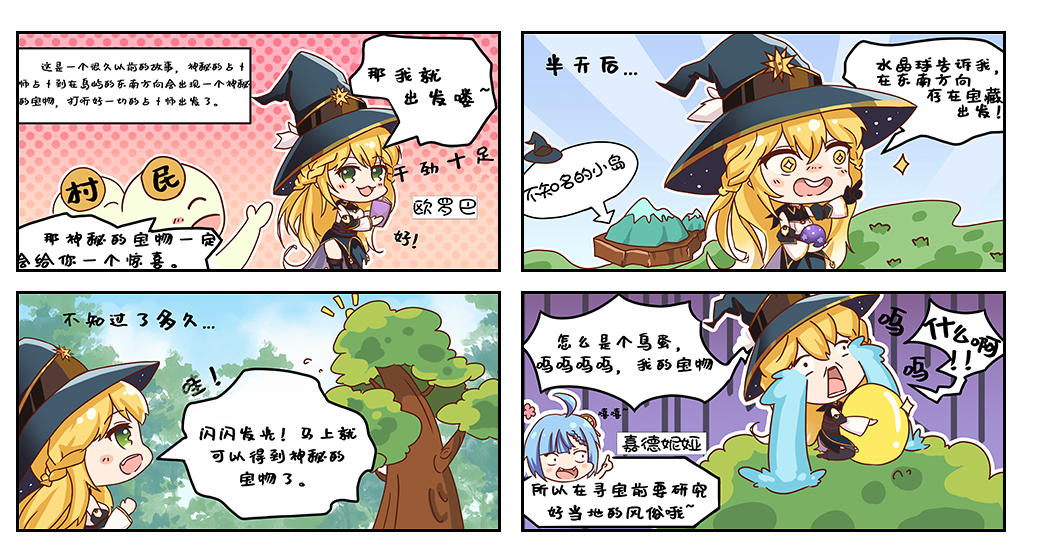 这是一个很久以前的故事，神秘的占卜
师占卜到在岛屿的东南方向会出现一个神秘
的宝物，打听好一切的占卜师出发了。
那我就
出发喽~
干劲十足
欧罗巴
好!
村民
那神秘的宝物一定
会给你一个惊喜。
半天后...
水晶球告诉我，
在东南方向
存在宝藏
出发!
不知名的小岛
不知过了多久...
哇!
闪闪发光! 马上就
可以得到神秘的
宝物了。
怎么是个鸟蛋，
呜呜呜呜，我的宝物
呜
呜
什么啊
!!
嘻嘻~
嘉德妮娅
所以在寻宝前要研究
好当地的风俗哦~